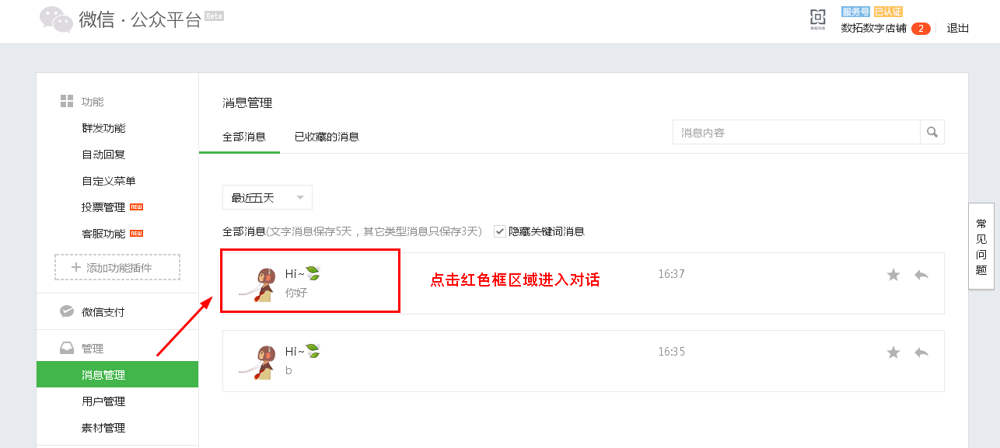 微信·公众平台 Beta
服务号 已认证
数拓数字店铺 2 退出
功能
群发功能
自动回复
自定义菜单
投票管理 NEW
客服功能 NEW
+ 添加功能插件
微信支付
管理
消息管理
用户管理
素材管理
消息管理
全部消息 已收藏的消息
消息内容
最近五天
全部消息(文字消息保存5天，其它类型消息只保存3天) 隐藏关键词消息
Hi~ 16:37
你好
点击红色框区域进入对话
Hi~ 16:35
b
常见问题